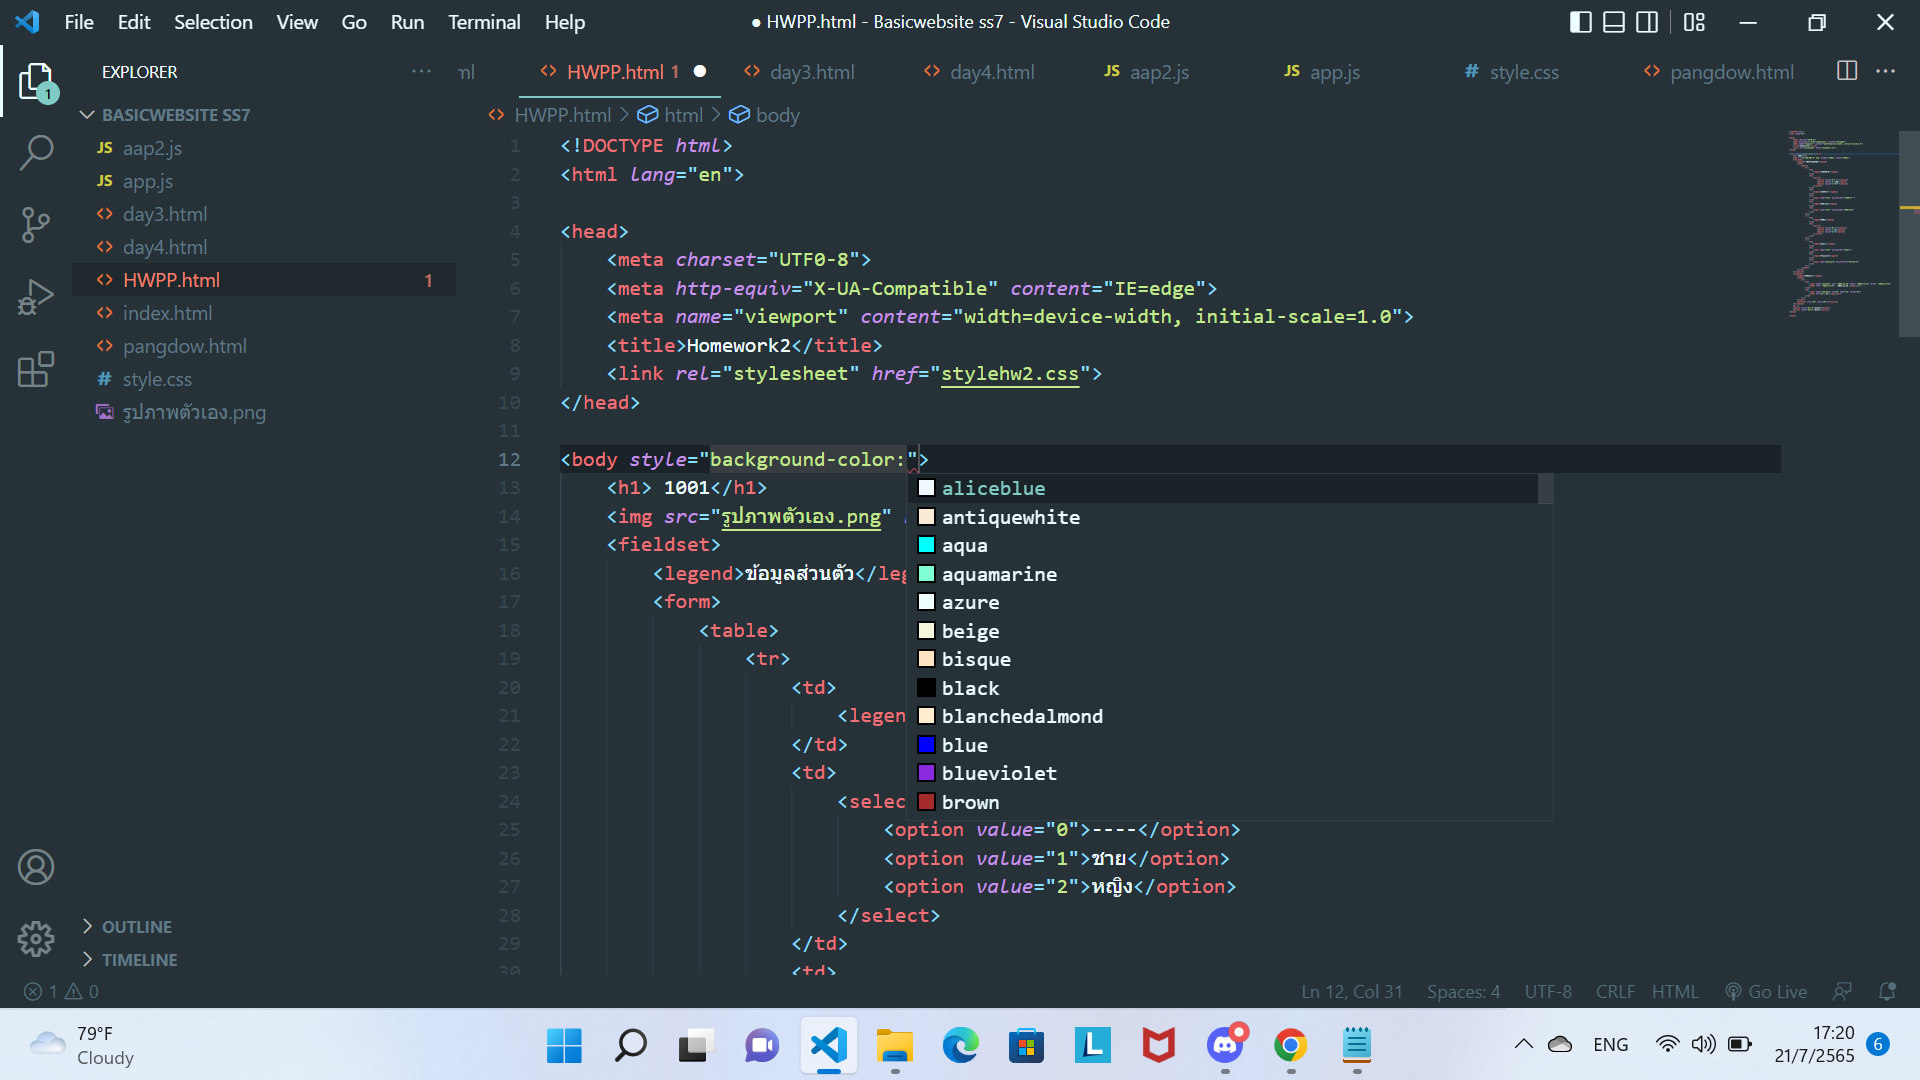 File Edit Selection View Go Run Terminal Help
● HWPP.html - Basicwebsite ss7 - Visual Studio Code
EXPLORER
ml
HWPP.html 1
day3.html
day4.html
JS aap2.js
JS app.js
# style.css
pangdow.html
1
BASICWEBSITE SS7
JS aap2.js
JS app.js
day3.html
day4.html
HWPP.html 1
index.html
pangdow.html
# style.css
รูปภาพตัวเอง.png
OUTLINE
TIMELINE
HWPP.html > html > body
1 <!DOCTYPE html>
2 <html lang="en">
3
4 <head>
5 <meta charset="UTF0-8">
6 <meta http-equiv="X-UA-Compatible" content="IE=edge">
7 <meta name="viewport" content="width=device-width, initial-scale=1.0">
8 <title>Homework2</title>
9 <link rel="stylesheet" href="stylehw2.css">
10 </head>
11
12 <body style="background-color:">
13 <h1> 1001</h1>
14 <img src="รูปภาพตัวเอง.png"
15 <fieldset>
16 <legend>ข้อมูลส่วนตัว</leg
17 <form>
18 <table>
19 <tr>
20 <td>
21 <legen
22 </td>
23 <td>
24 <selec
25 <option value="0">----</option>
26 <option value="1">ชาย</option>
27 <option value="2">หญิง</option>
28 </select>
29 </td>
30 <td>
aliceblue
antiquewhite
aqua
aquamarine
azure
beige
bisque
black
blanchedalmond
blue
blueviolet
brown
1 0
Ln 12, Col 31 Spaces: 4 UTF-8 CRLF HTML Go Live
79°F
Cloudy
L
ENG
17:20
21/7/2565
6